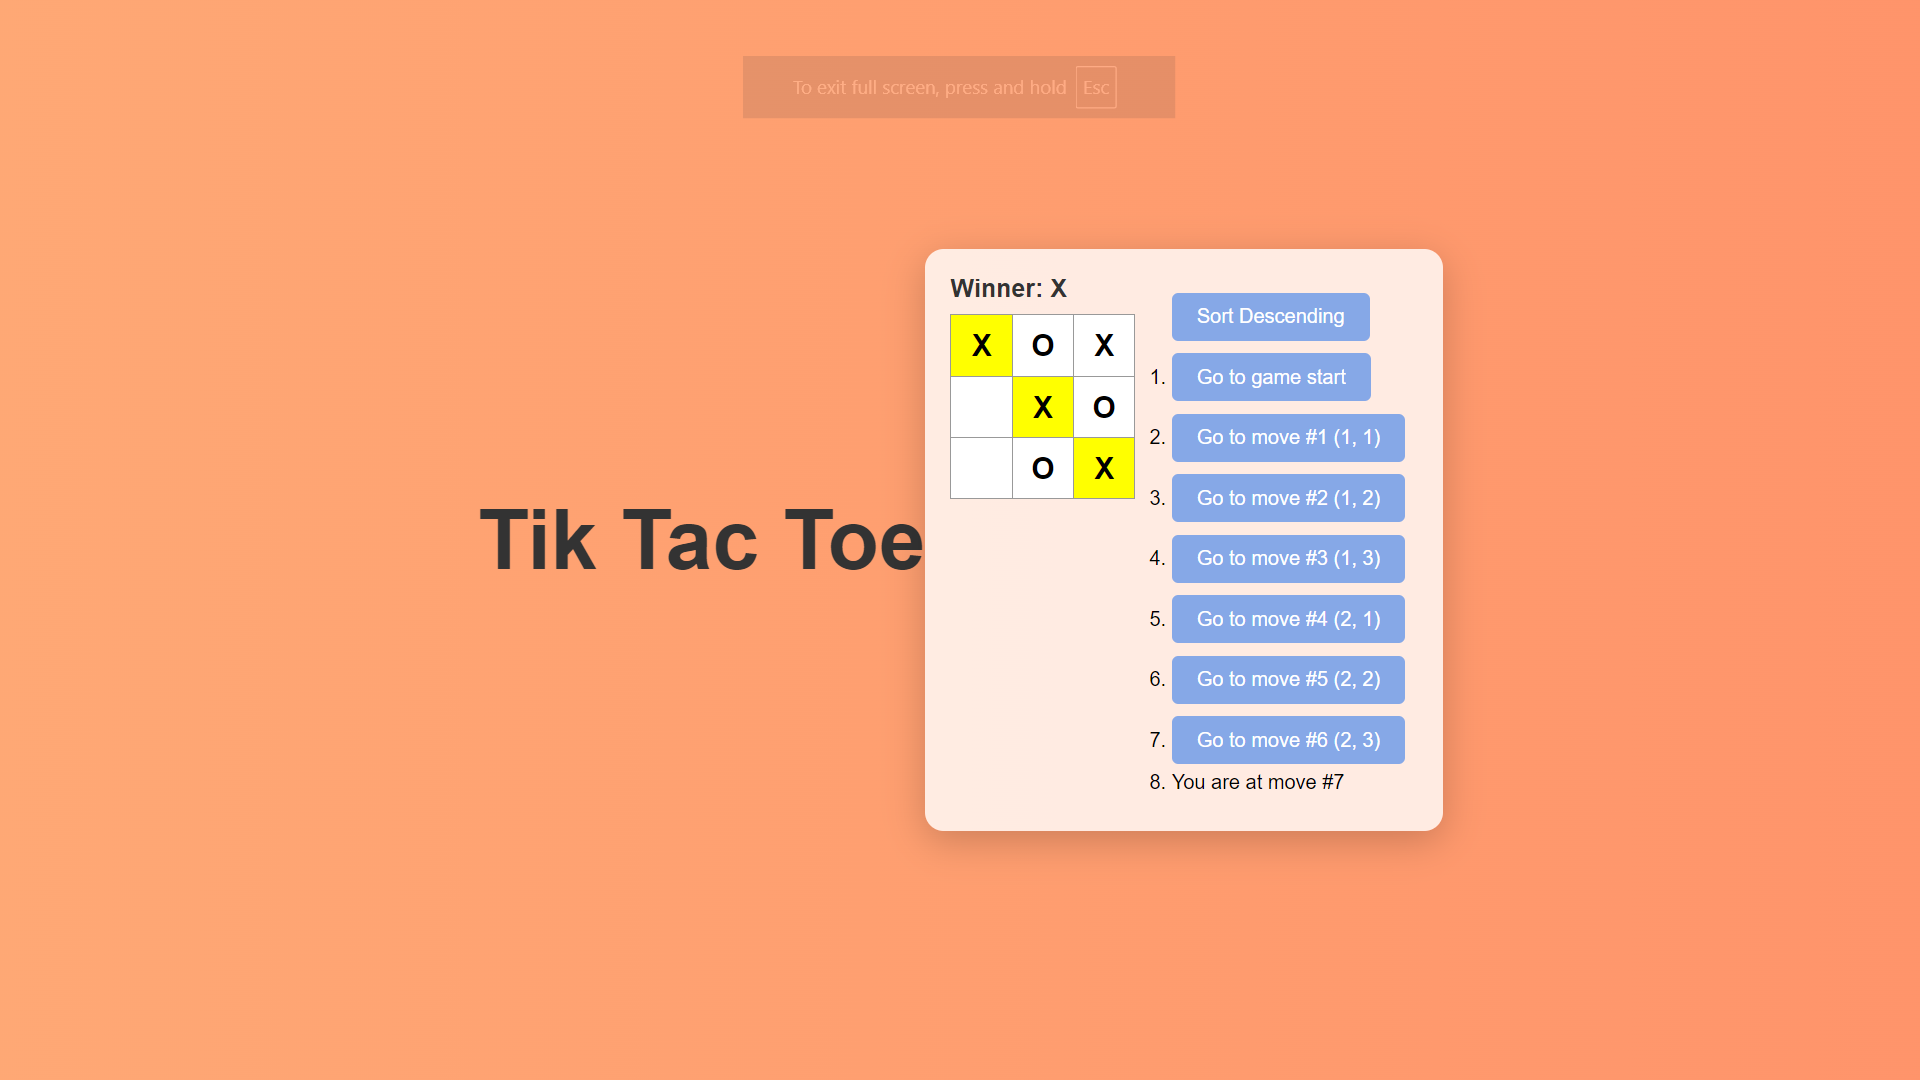 To exit full screen, press and hold Esc
Tik Tac Toe
Winner: X
X O X
X O
O X
Sort Descending
1. Go to game start
2. Go to move #1 (1, 1)
3. Go to move #2 (1, 2)
4. Go to move #3 (1, 3)
5. Go to move #4 (2, 1)
6. Go to move #5 (2, 2)
7. Go to move #6 (2, 3)
8. You are at move #7